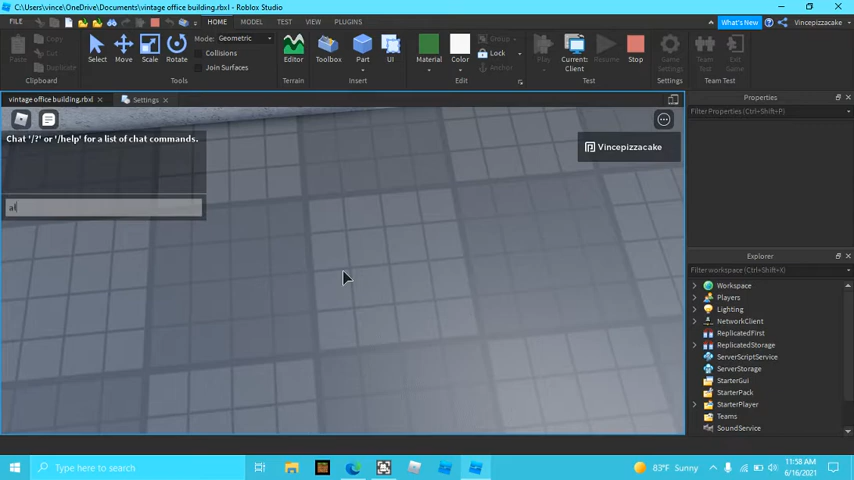 C:\Users\vince\OneDrive\Documents\vintage office building.rbxl - Roblox Studio
FILE HOME MODEL TEST VIEW PLUGINS What's New Vincepizzacake
Paste Copy Cut Duplicate Select Move Scale Rotate Mode: Geometric Collisions Join Surfaces Editor Toolbox Part UI Material Color Group Lock Anchor Play Current: Client Resume Stop Game Settings Team Test Exit Game
Clipboard Tools Terrain Insert Edit Test Settings Team Test
vintage office building.rbxl Settings Properties
Filter Properties (Ctrl+Shift+P)
Chat '/?' or '/help' for a list of chat commands.
Vincepizzacake
Explorer
Filter workspace (Ctrl+Shift+X)
Workspace
Players
Lighting
NetworkClient
ReplicatedFirst
ReplicatedStorage
ServerScriptService
ServerStorage
StarterGui
StarterPack
StarterPlayer
Teams
SoundService
Type here to search 83°F Sunny 11:58 AM
6/16/2021